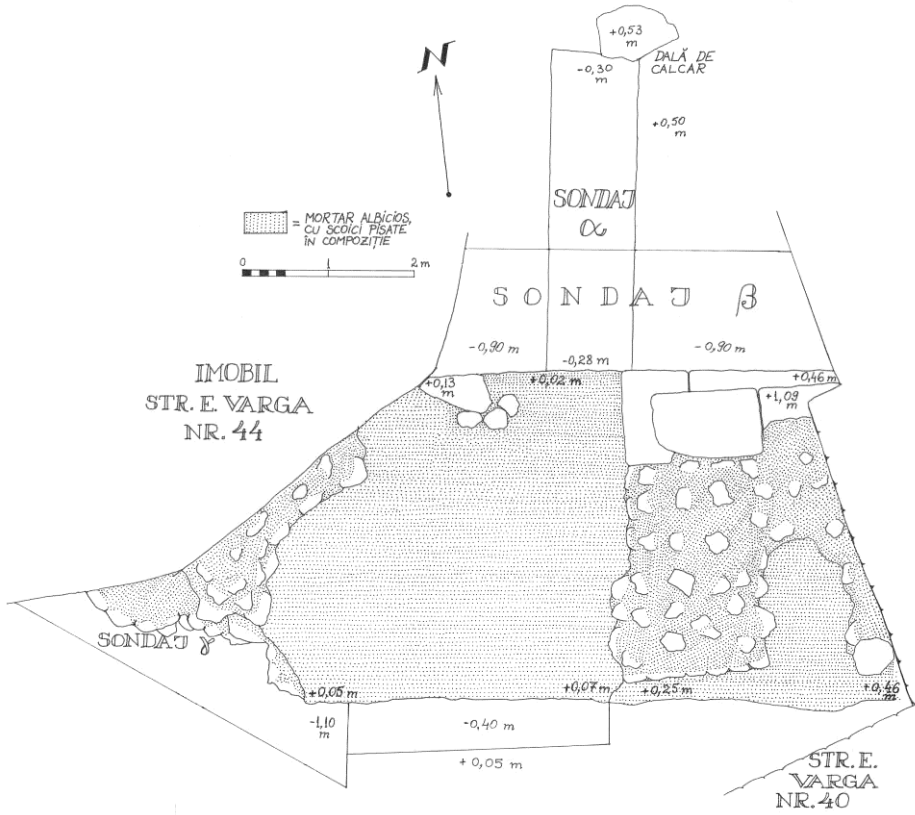 +0,53
m
N
DALĂ DE
CALCAR
-0,30
m
+0,50
m
SONDAJ
α
= MORTAR ALBICIOS,
CU SCOICI PISATE
ÎN COMPOZIȚIE
0 1 2 m
SONDAJ β
-0,90 m
-0,28 m
-0,90 m
IMOBIL
STR. E. VARGA
NR. 44
+0,13
m
+0,02 m
+0,46 m
+1,09
m
SONDAJ γ
+0,05 m
+0,07 m
+0,25 m
+0,46
m
-1,10
m
-0,40 m
+0,05 m
STR. E.
VARGA
NR. 40